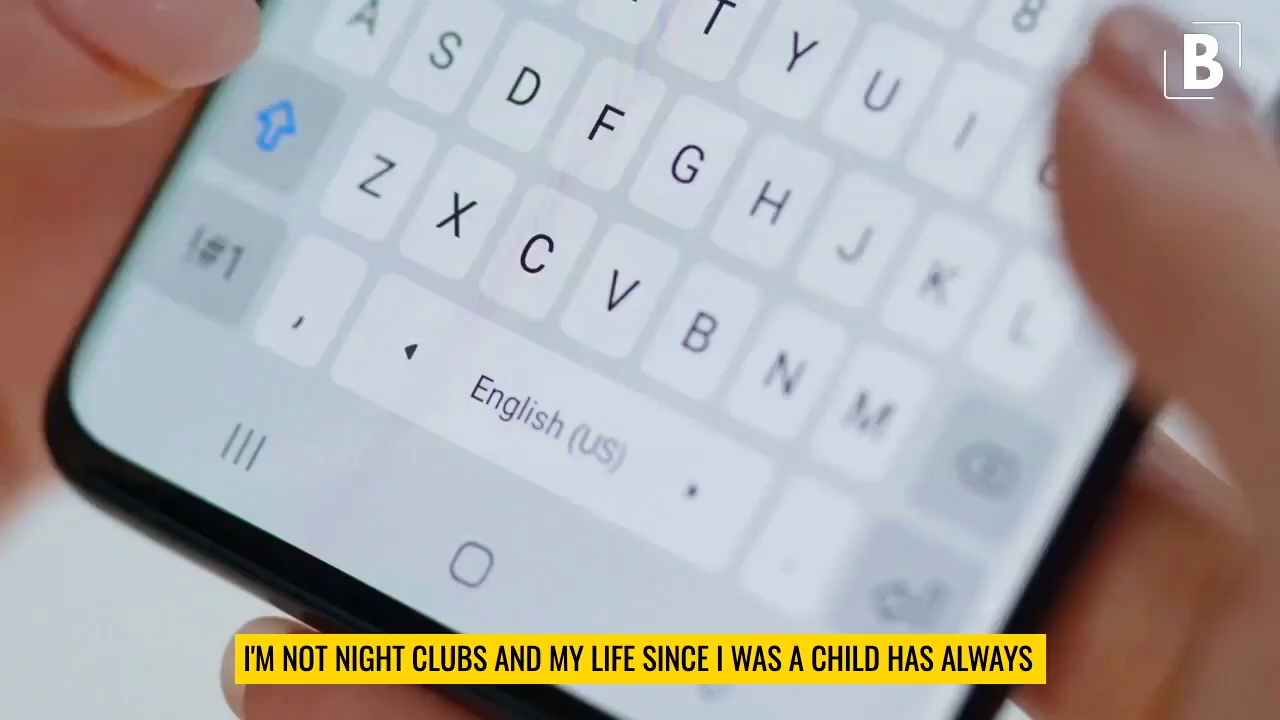 B
8
T Y U I
A S D F G H J K L
Z X C V B N M
!#1 , English (US) .
I'M NOT NIGHT CLUBS AND MY LIFE SINCE I WAS A CHILD HAS ALWAYS